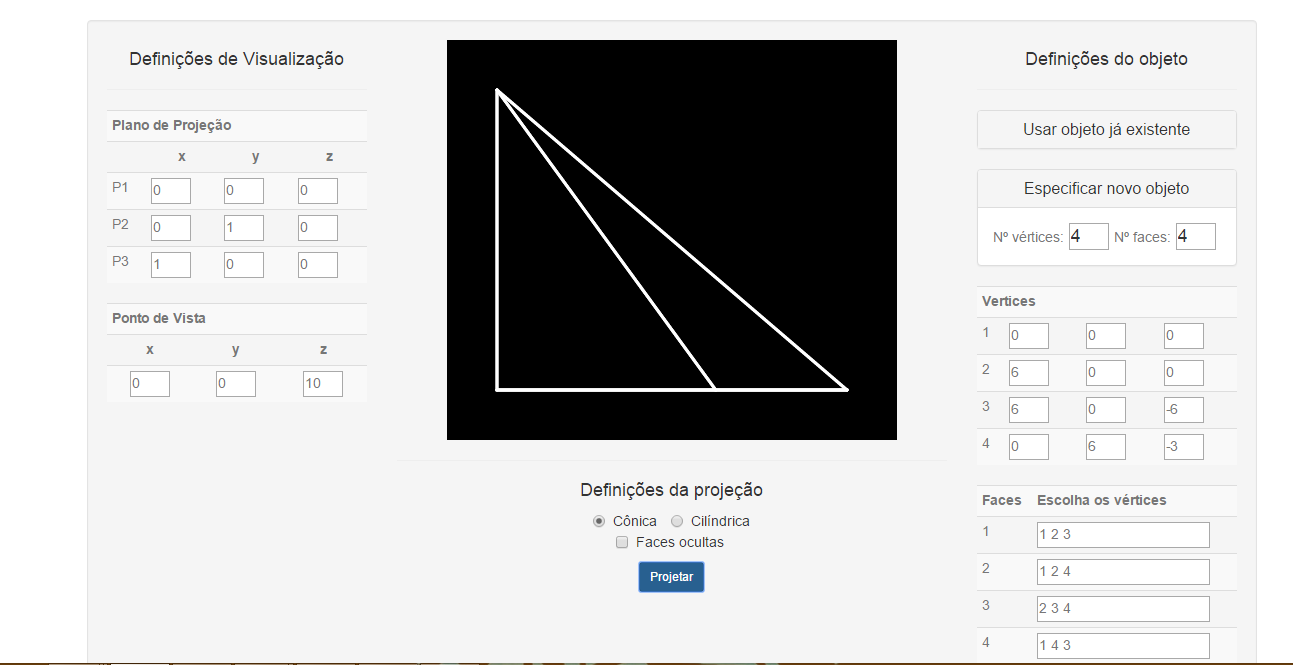 Definições de Visualização
Plano de Projeção
x y z
P1 0 0 0
P2 0 1 0
P3 1 0 0
Ponto de Vista
x y z
0 0 10
Definições da projeção
Cônica Cilíndrica
Faces ocultas
Projetar
Definições do objeto
Usar objeto já existente
Especificar novo objeto
Nº vértices: 4 Nº faces: 4
Vertices
1 0 0 0
2 6 0 0
3 6 0 -6
4 0 6 -3
Faces Escolha os vértices
1 1 2 3
2 1 2 4
3 2 3 4
4 1 4 3